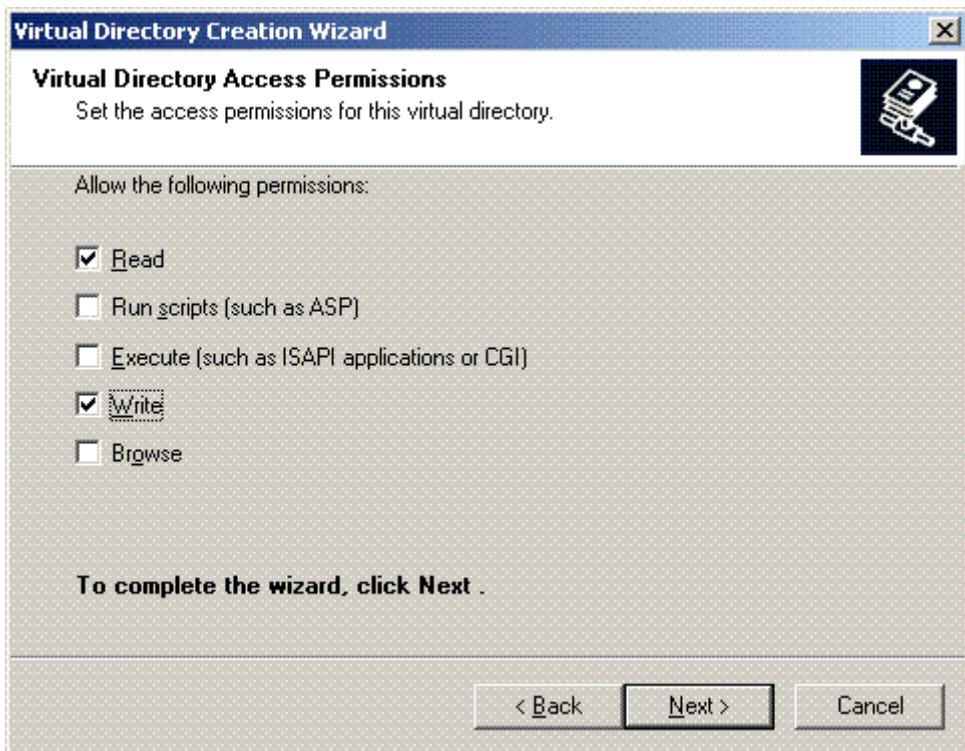 Virtual Directory Creation Wizard
Virtual Directory Access Permissions
Set the access permissions for this virtual directory.
Allow the following permissions:
Read
Run scripts (such as ASP)
Execute (such as ISAPI applications or CGI)
Write
Browse
To complete the wizard, click Next .
< Back Next > Cancel